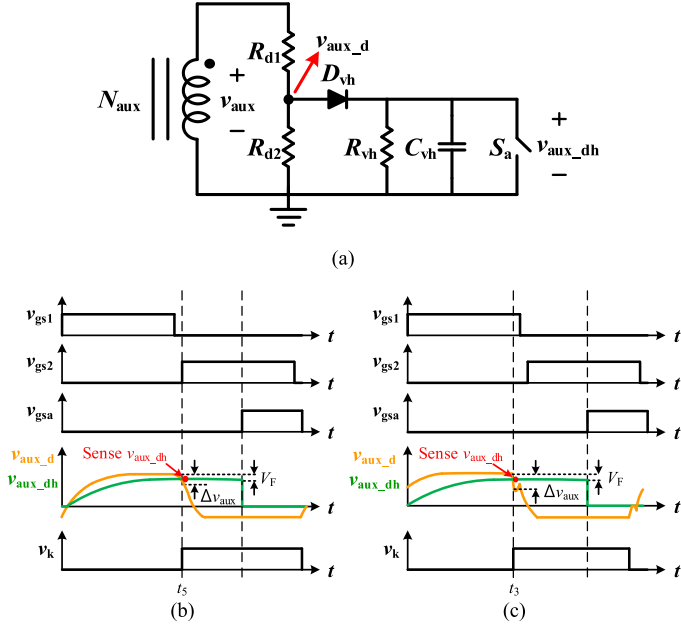 v_aux_d
R_d1
D_vh
N_aux
+
v_aux
−
R_d2
R_vh
C_vh
S_a
+
v_aux_dh
−
(a)
v_gs1
t
v_gs2
t
v_gsa
t
v_aux_d
v_aux_dh
Sense v_aux_dh
Δv_aux
V_F
t
v_k
t
t_5
(b)
v_gs1
t
v_gs2
t
v_gsa
t
v_aux_d
v_aux_dh
Sense v_aux_dh
Δv_aux
V_F
t
v_k
t
t_3
(c)